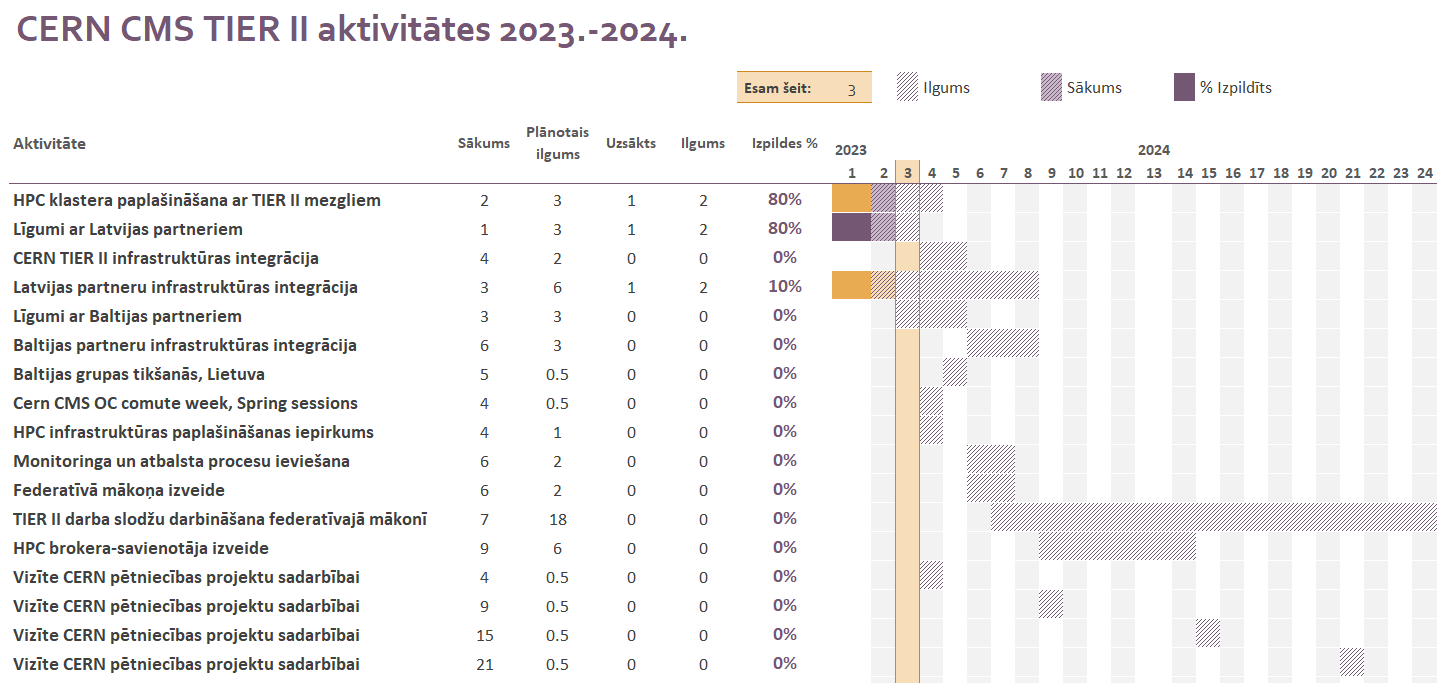 CERN CMS TIER II aktivitātes 2023.-2024.
Esam šeit: 3 Ilgums Sākums % Izpildīts
Aktivitāte Sākums Plānotais ilgums Uzsākts Ilgums Izpildes %
2023 2024
1 2 3 4 5 6 7 8 9 10 11 12 13 14 15 16 17 18 19 20 21 22 23 24
HPC klastera paplašināšana ar TIER II mezgliem 2 3 1 2 80%
Līgumi ar Latvijas partneriem 1 3 1 2 80%
CERN TIER II infrastruktūras integrācija 4 2 0 0 0%
Latvijas partneru infrastruktūras integrācija 3 6 1 2 10%
Līgumi ar Baltijas partneriem 3 3 0 0 0%
Baltijas partneru infrastruktūras integrācija 6 3 0 0 0%
Baltijas grupas tikšanās, Lietuva 5 0.5 0 0 0%
Cern CMS OC comute week, Spring sessions 4 0.5 0 0 0%
HPC infrastruktūras paplašināšanas iepirkums 4 1 0 0 0%
Monitoringa un atbalsta procesu ieviešana 6 2 0 0 0%
Federatīvā mākoņa izveide 6 2 0 0 0%
TIER II darba slodžu darbināšana federatīvajā mākonī 7 18 0 0 0%
HPC brokera-savienotāja izveide 9 6 0 0 0%
Vizīte CERN pētniecības projektu sadarbībai 4 0.5 0 0 0%
Vizīte CERN pētniecības projektu sadarbībai 9 0.5 0 0 0%
Vizīte CERN pētniecības projektu sadarbībai 15 0.5 0 0 0%
Vizīte CERN pētniecības projektu sadarbībai 21 0.5 0 0 0%